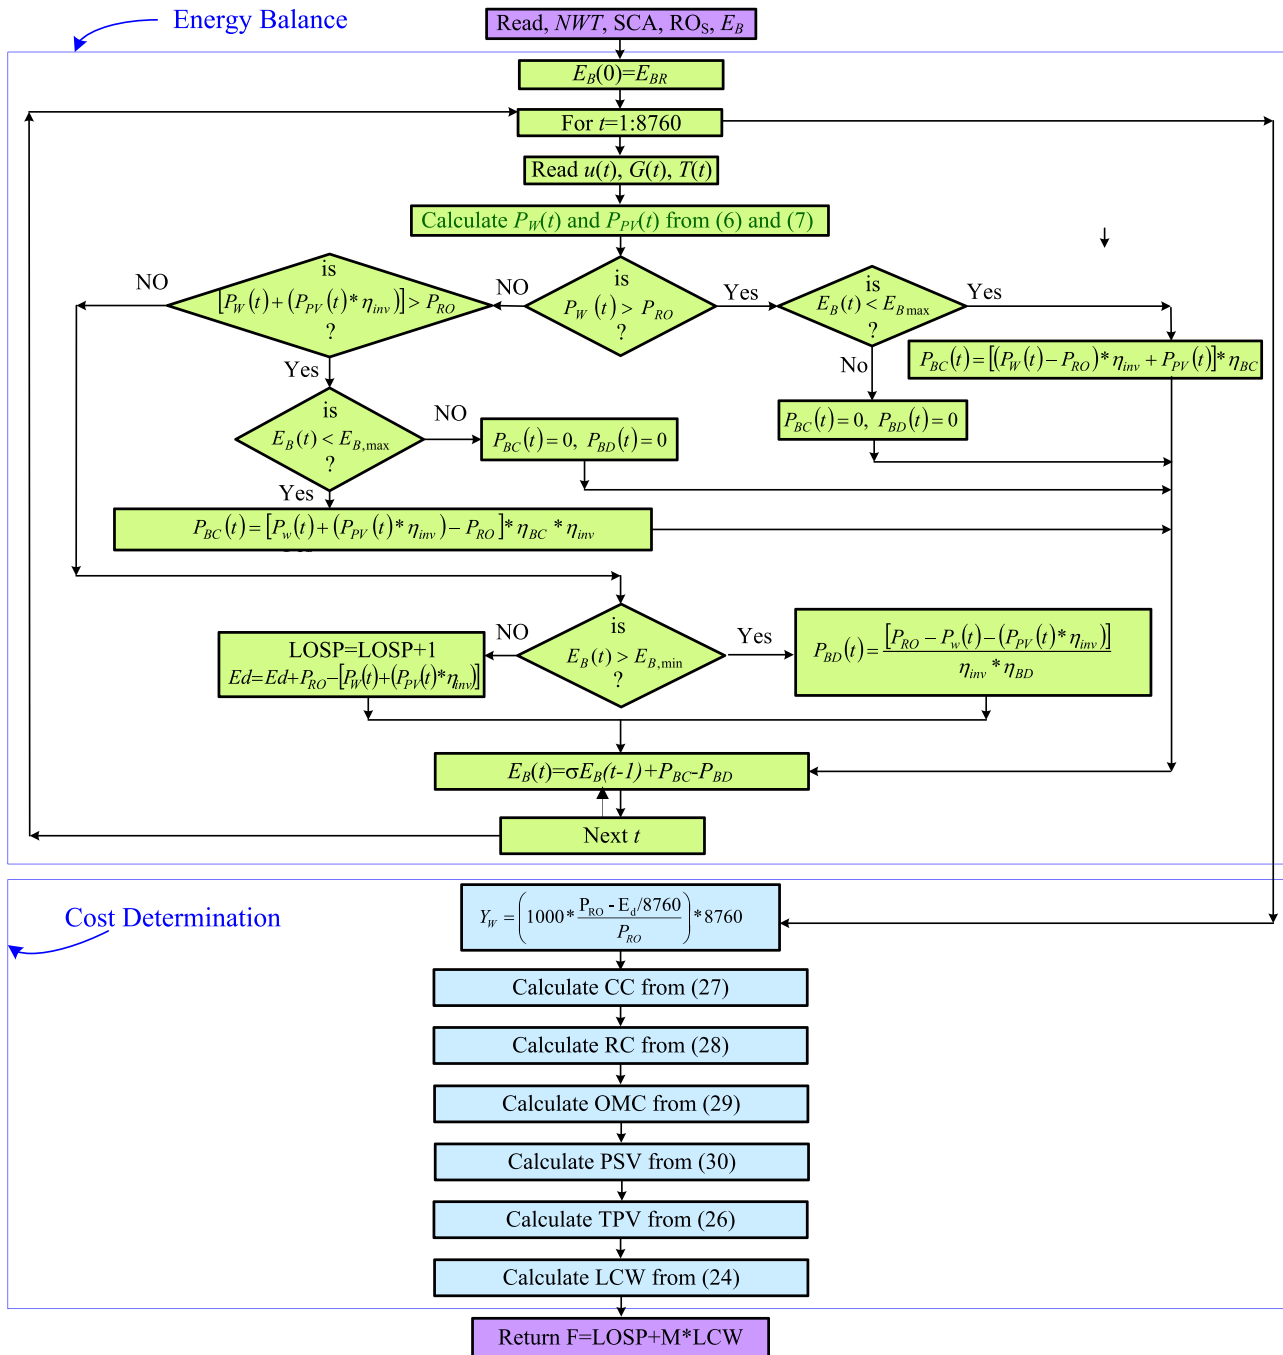 Energy Balance
Read, NWT, SCA, RO_S, E_B
E_B(0)=E_BR
For t=1:8760
Read u(t), G(t), T(t)
Calculate P_W(t) and P_PV(t) from (6) and (7)
NO
is
[P_W(t)+(P_PV(t)*η_inv)]>P_RO
?
NO
is
P_W(t)>P_RO
?
Yes
is
E_B(t)<E_Bmax
?
Yes
P_BC(t)=[(P_W(t)−P_RO)*η_inv+P_PV(t)]*η_BC
No
P_BC(t)=0, P_BD(t)=0
Yes
is
E_B(t)<E_B,max
?
NO
P_BC(t)=0, P_BD(t)=0
Yes
P_BC(t)=[P_w(t)+(P_PV(t)*η_inv)−P_RO]*η_BC*η_inv
is
E_B(t)>E_B,min
?
NO
LOSP=LOSP+1
Ed=Ed+P_RO−[P_W(t)+(P_PV(t)*η_inv)]
Yes
P_BD(t)=[P_RO−P_w(t)−(P_PV(t)*η_inv)]/η_inv*η_BD
E_B(t)=σE_B(t-1)+P_BC-P_BD
Next t
Cost Determination
Y_W=(1000*(P_RO - E_d/8760)/P_RO)*8760
Calculate CC from (27)
Calculate RC from (28)
Calculate OMC from (29)
Calculate PSV from (30)
Calculate TPV from (26)
Calculate LCW from (24)
Return F=LOSP+M*LCW